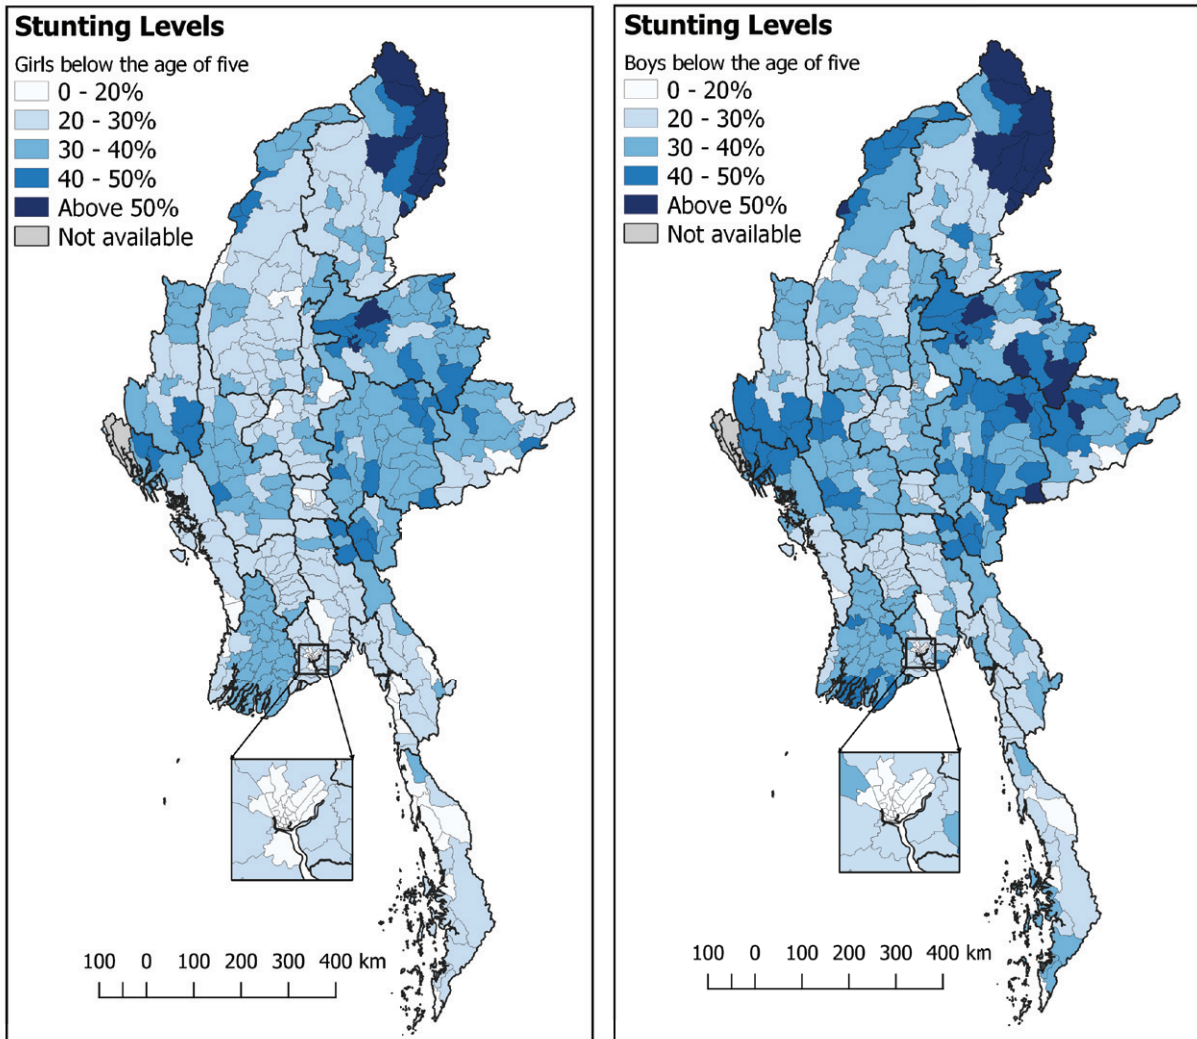 Stunting Levels
Girls below the age of five
0 - 20%
20 - 30%
30 - 40%
40 - 50%
Above 50%
Not available
100 0 100 200 300 400 km
Stunting Levels
Boys below the age of five
0 - 20%
20 - 30%
30 - 40%
40 - 50%
Above 50%
Not available
100 0 100 200 300 400 km